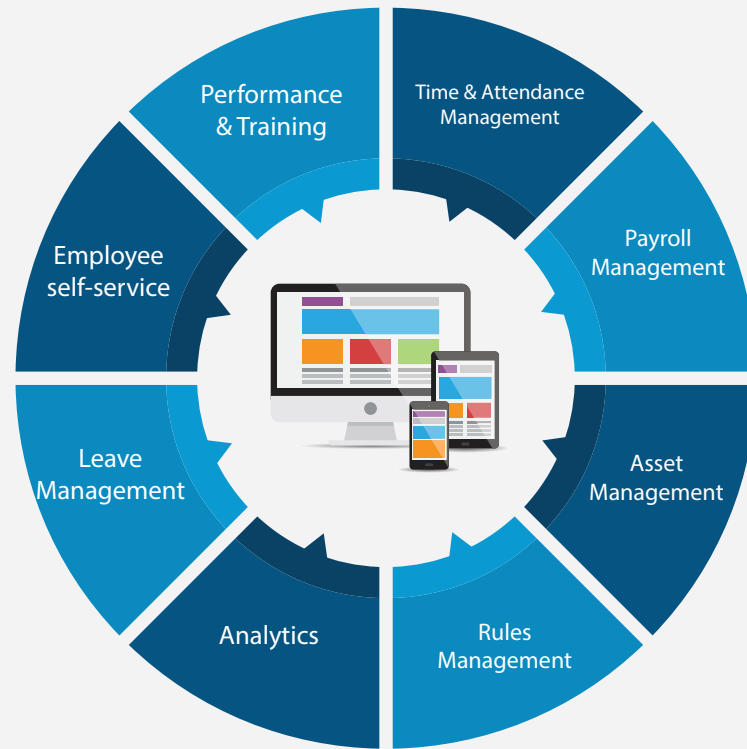 Performance
& Training
Time & Attendance
Management
Payroll
Management
Asset
Management
Rules
Management
Analytics
Leave
Management
Employee
self-service